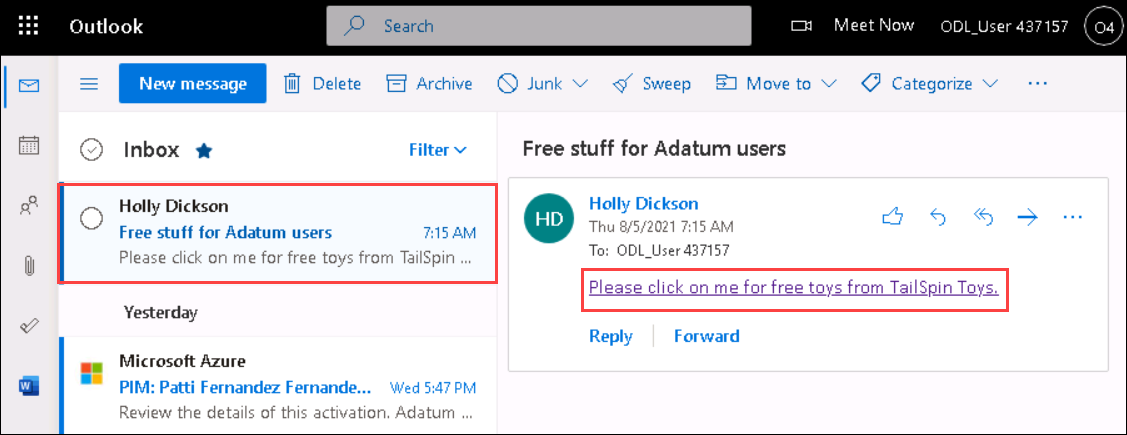 Outlook
Search
Meet Now
ODL_User 437157
O4
New message
Delete
Archive
Junk
Sweep
Move to
Categorize
Inbox
Filter
Holly Dickson
Free stuff for Adatum users
7:15 AM
Please click on me for free toys from TailSpin ...
Yesterday
Microsoft Azure
PIM: Patti Fernandez Fernande...
Wed 5:47 PM
Review the details of this activation. Adatum ...
Free stuff for Adatum users
HD
Holly Dickson
Thu 8/5/2021 7:15 AM
To: ODL_User 437157
Please click on me for free toys from TailSpin Toys.
Reply
Forward